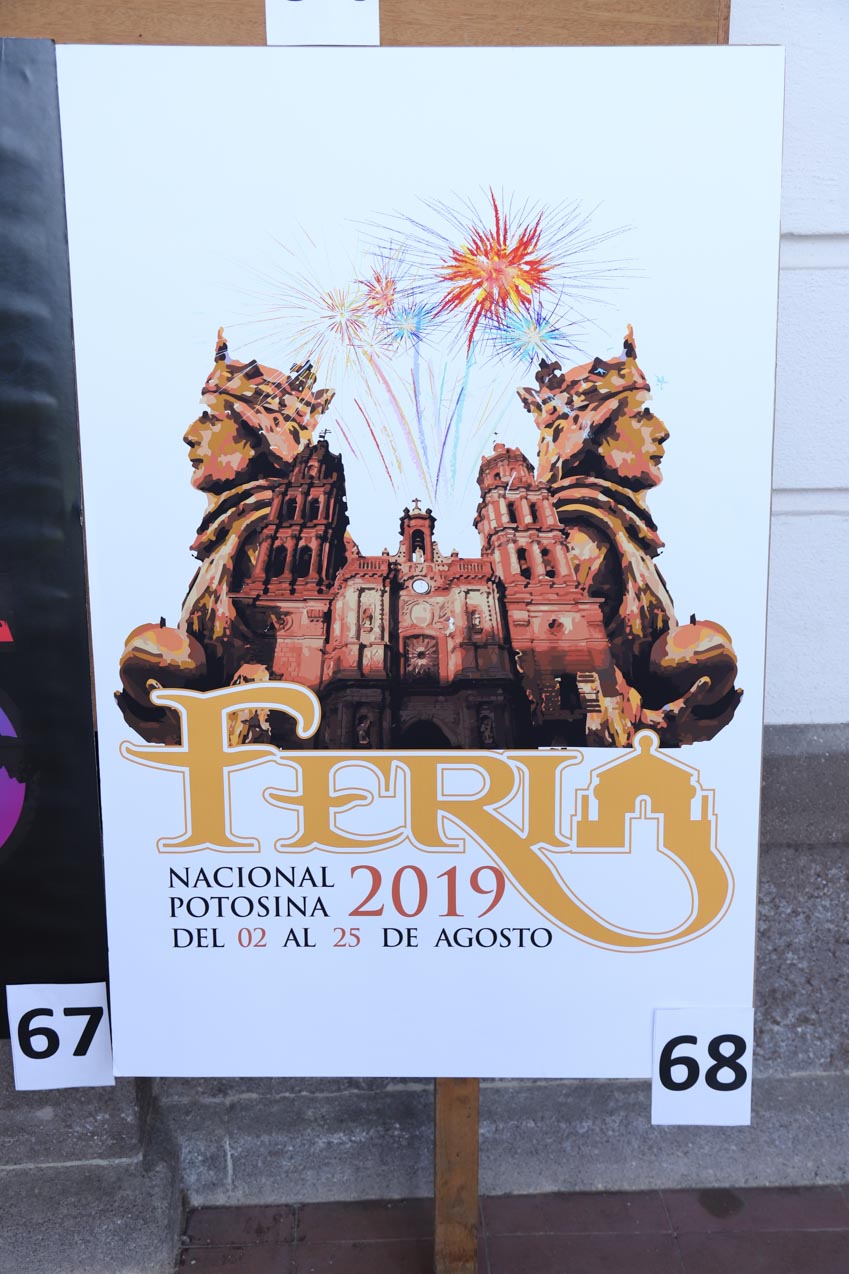 FERIA
NACIONAL
POTOSINA 2019
DEL 02 AL 25 DE AGOSTO
67
68